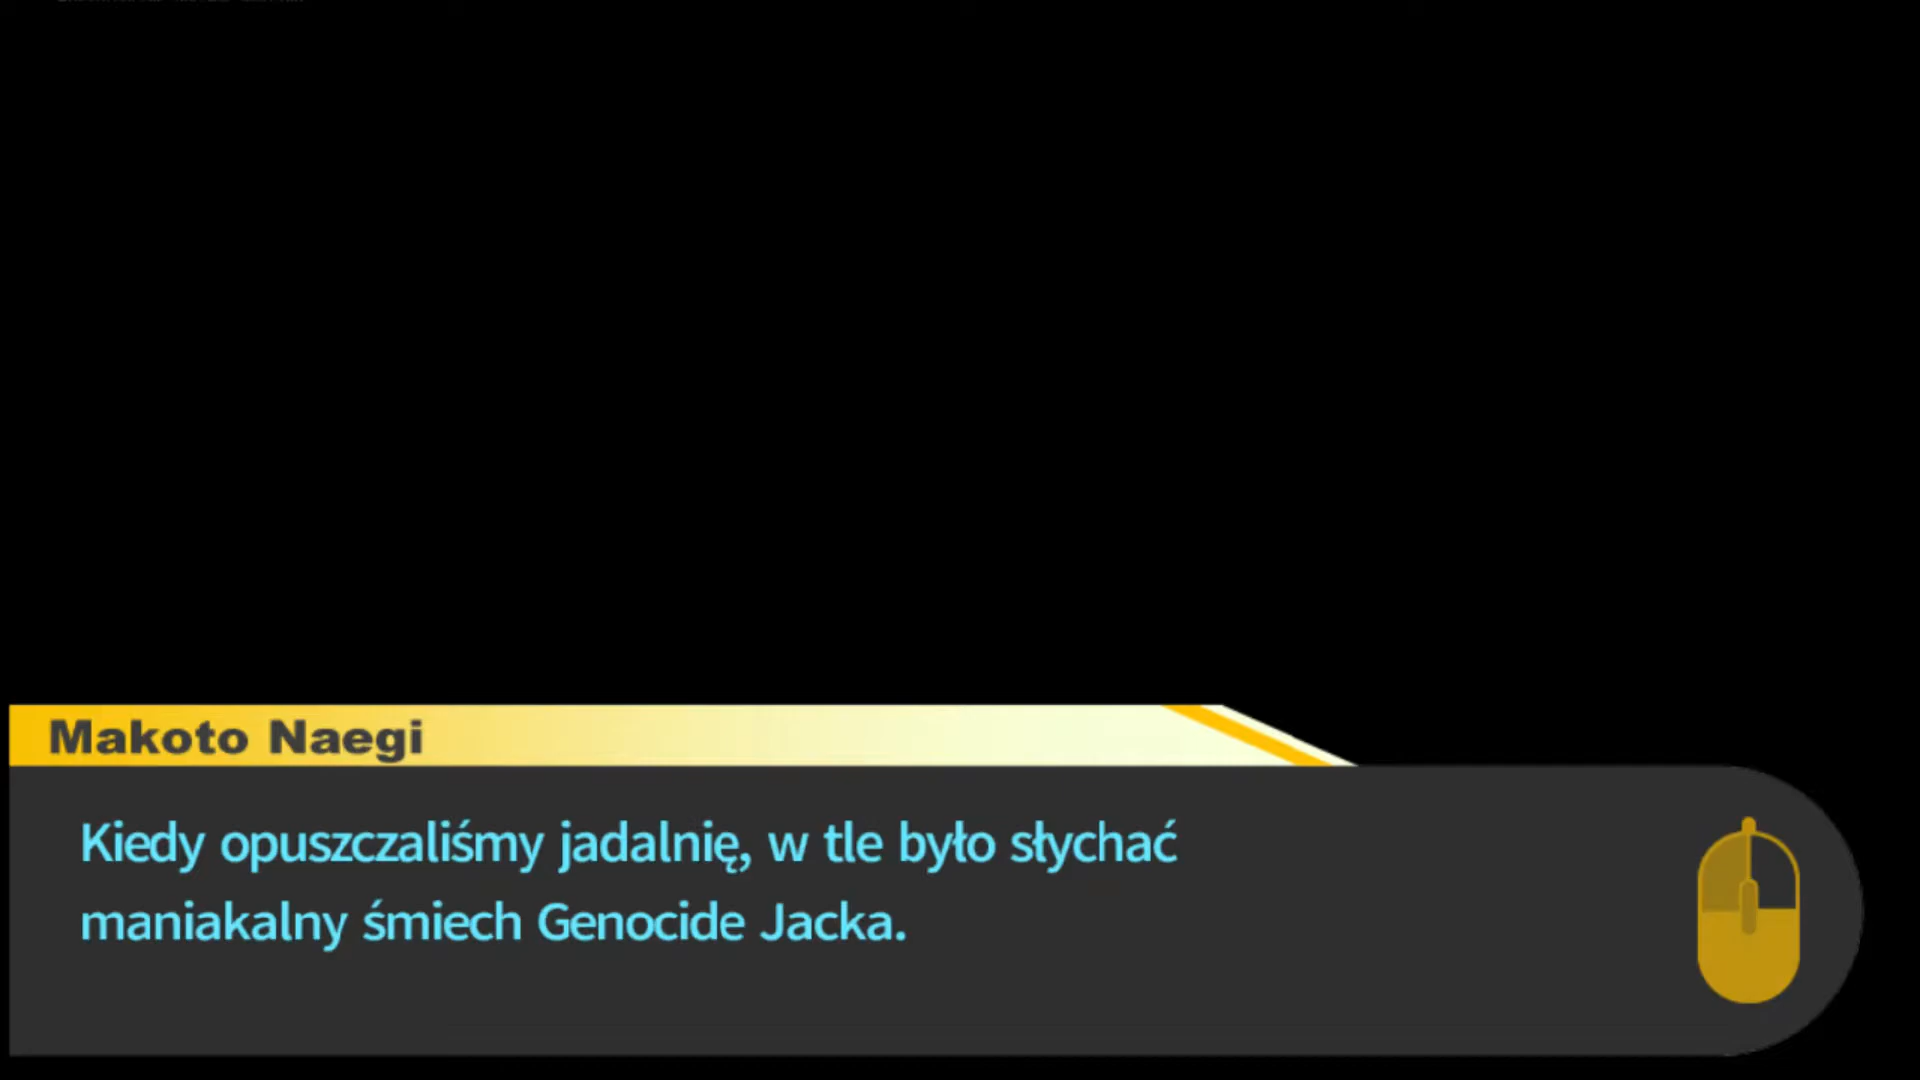 Makoto Naegi
Kiedy opuszczaliśmy jadalnię, w tle było słychać
maniakalny śmiech Genocide Jacka.